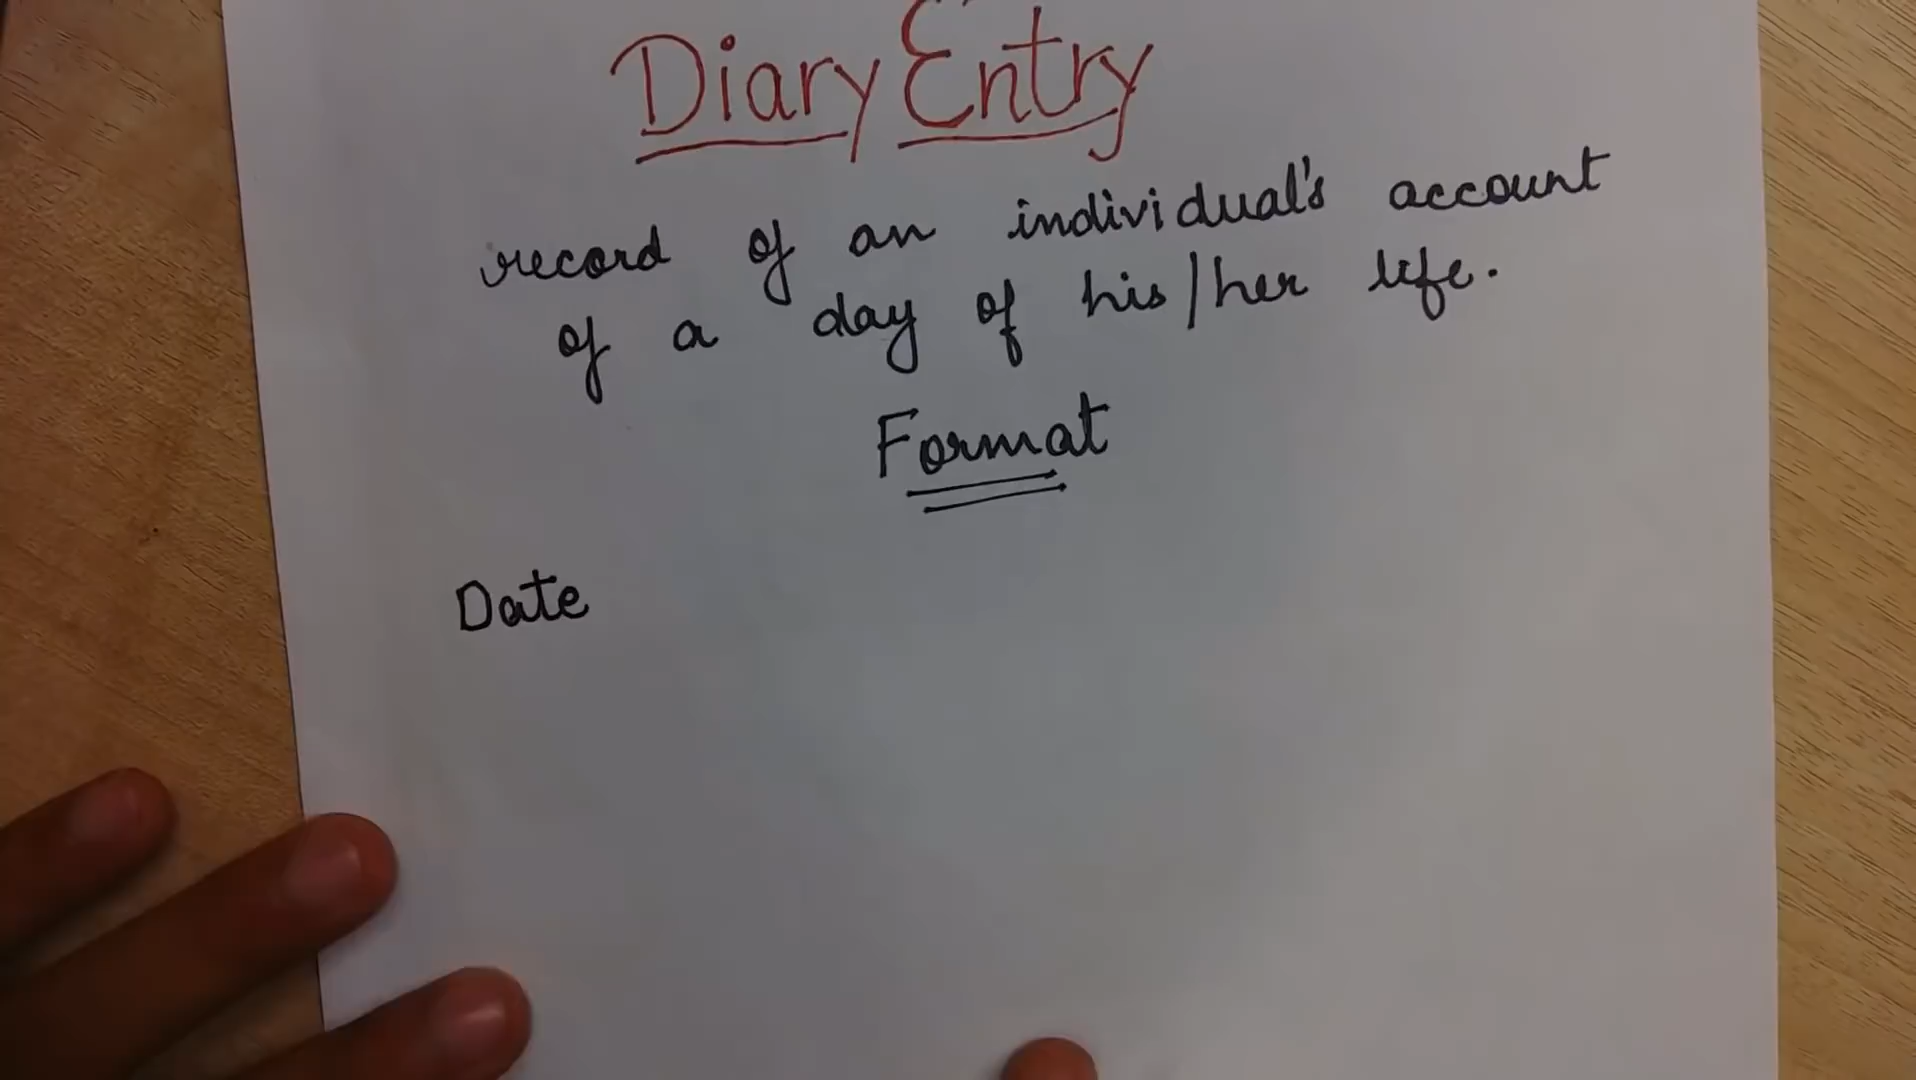 Diary Entry
record of an individual's account
of a day of his/her life.
Format
Date